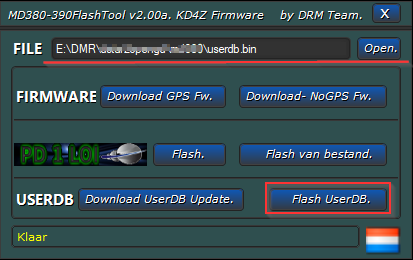 MD380-390FlashTool v2.00a. KD4Z Firmware by DRM Team. X
FILE E:\DMR\ \userdb.bin Open.
FIRMWARE Download GPS Fw. Download- NoGPS Fw.
PD 1 LOI Flash. Flash van bestand.
USERDB Download UserDB Update. Flash UserDB.
Klaar